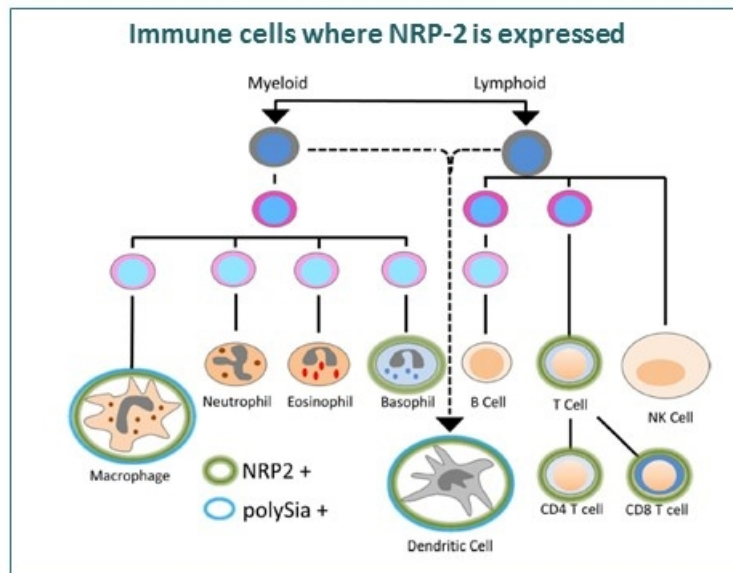 Immune cells where NRP-2 is expressed
Myeloid
Lymphoid
Neutrophil
Eosinophil
Basophil
B Cell
T Cell
NK Cell
Macrophage
NRP2 +
polySia +
Dendritic Cell
CD4 T cell
CD8 T cell